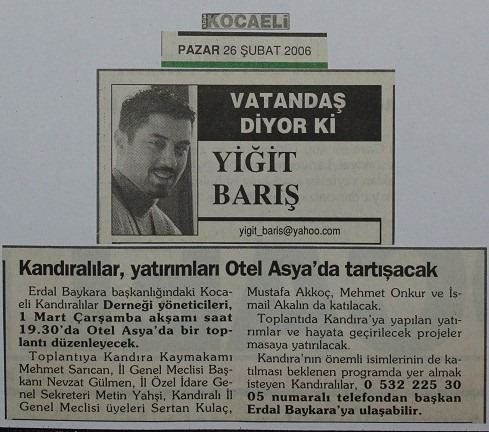 KOCAELİ
PAZAR 26 ŞUBAT 2006
VATANDAŞ
DİYOR Kİ
YİĞİT
BARIŞ
yigit_baris@yahoo.com
Kandıralılar, yatırımları Otel Asya'da tartışacak
Erdal Baykara başkanlığındaki Koca-
eli Kandıralılar Derneği yöneticileri,
1 Mart Çarşamba akşamı saat
19.30'da Otel Asya'da bir top-
lantı düzenleyecek.
Toplantıya Kandıra Kaymakamı
Mehmet Sarıcan, İl Genel Meclisi Baş-
kanı Nevzat Gülmen, İl Özel İdare Ge-
nel Sekreteri Metin Yahşi, Kandıralı İl
Genel Meclisi üyeleri Sertan Kulaç,
Mustafa Akkoç, Mehmet Onkur ve İs-
mail Akalın da katılacak.
Toplantıda Kandıra'ya yapılan yatı-
rımlar ve hayata geçirilecek projeler
masaya yatırılacak.
Kandıra'nın önemli isimlerinin de ka-
tılması beklenen programda yer almak
isteyen Kandıralılar, 0 532 225 30
05 numaralı telefondan başkan
Erdal Baykara'ya ulaşabilir.